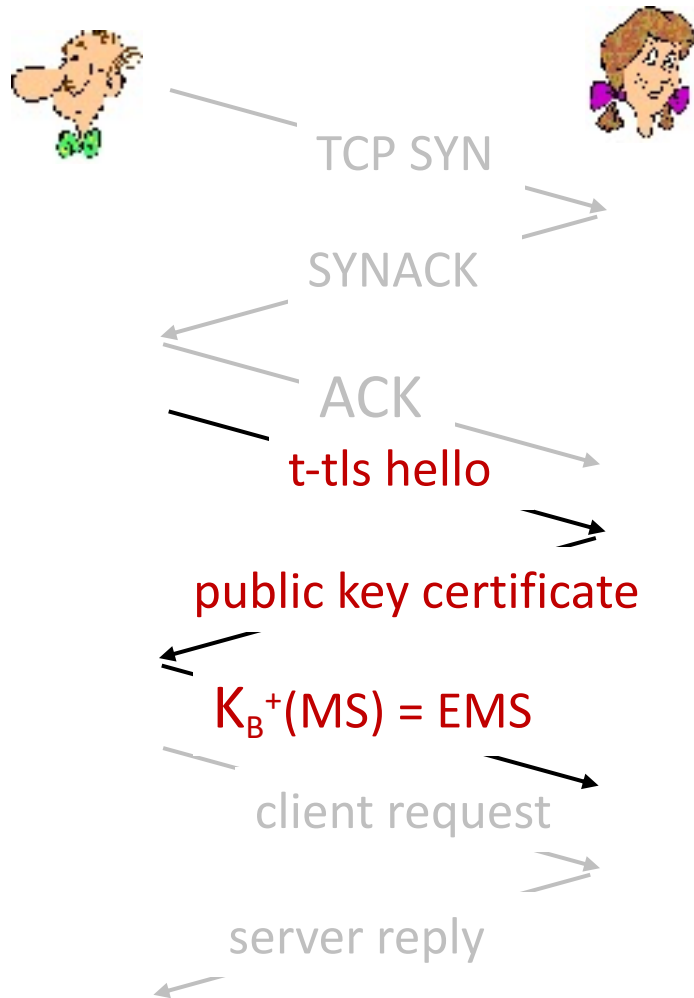 TCP SYN
SYNACK
ACK
t-tls hello
public key certificate
K_B⁺(MS) = EMS
client request
server reply